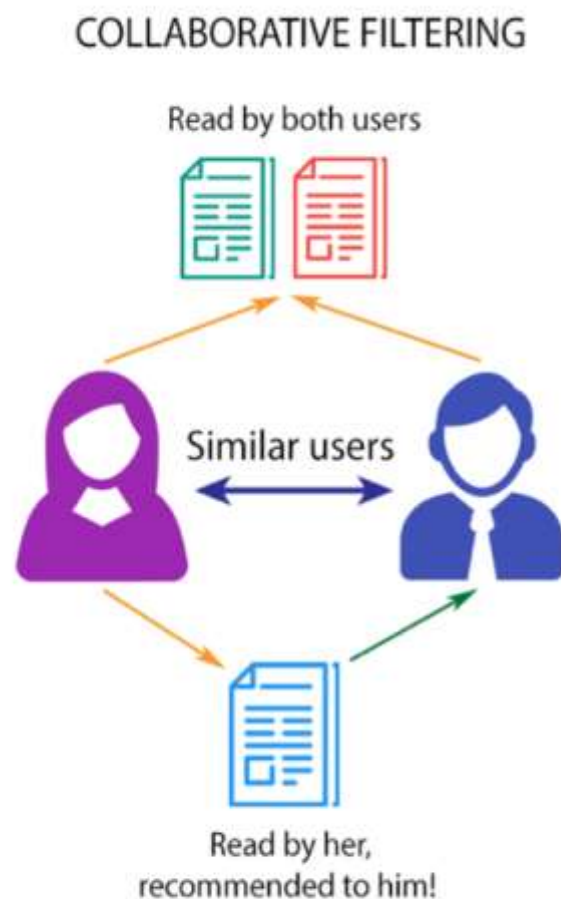 COLLABORATIVE FILTERING
Read by both users
Similar users
Read by her,
recommended to him!